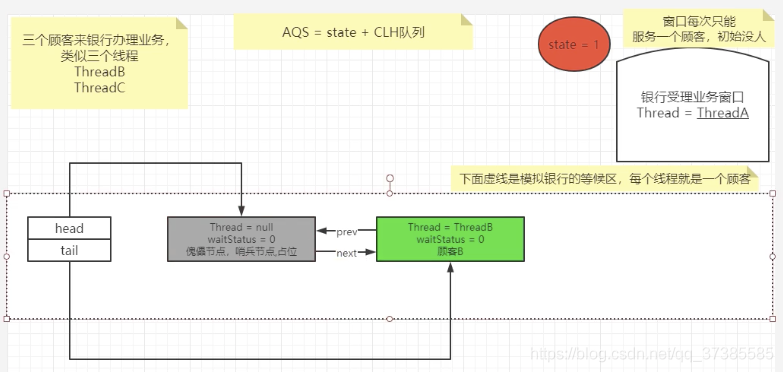 三个顾客来银行办理业务，
类似三个线程
ThreadB
ThreadC
AQS = state + CLH队列
state = 1
窗口每次只能
服务一个顾客，初始没人
银行受理业务窗口
Thread = ThreadA
下面虚线是模拟银行的等候区，每个线程就是一个顾客
head
tail
Thread = null
waitStatus = 0
傀儡节点，哨兵节点,占位
prev
next
Thread = ThreadB
waitStatus = 0
顾客B
https://blog.csdn.net/qq_37385585